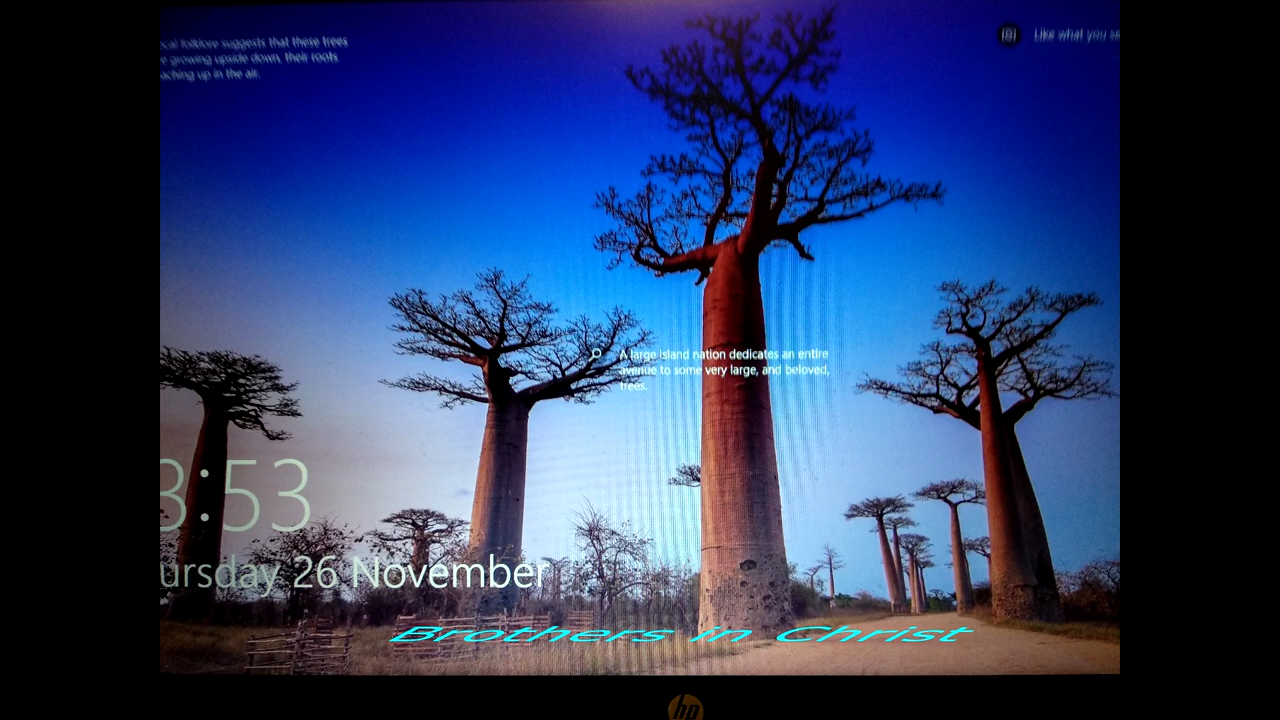 cal folklore suggests that these trees
e growing upside down, their roots
aching up in the air.
Like what you se
A large island nation dedicates an entire
avenue to some very large, and beloved,
trees.
3:53
ursday 26 November
Brothers in Christ
hp